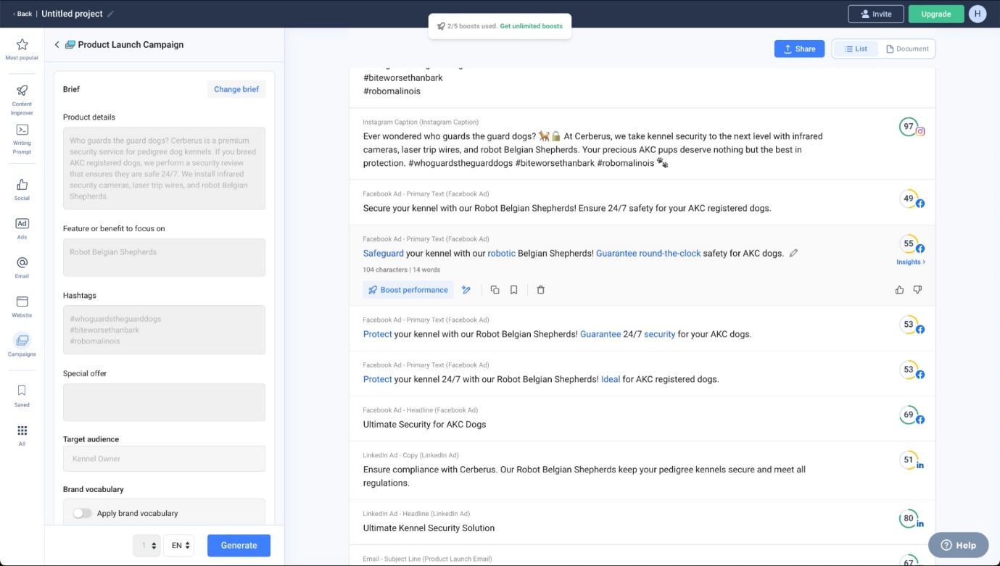 Back | Untitled project
2/5 boosts used. Get unlimited boosts
Invite
Upgrade
H
Most popular
Content
Improver
Writing
Prompt
Social
Ad
Ads
Email
Website
Campaigns
Saved
All
Product Launch Campaign
Brief
Change brief
Product details
Who guards the guard dogs? Cerberus is a premium
security service for pedigree dog kennels. If you breed
AKC registered dogs, we perform a security review
that ensures they are safe 24/7. We install infrared
security cameras, laser trip wires, and robot Belgian
Shepherds.
Feature or benefit to focus on
Robot Belgian Shepherds
Hashtags
#whoguardstheguarddogs
#biteworsethanbark
#robomalinois
Special offer
Target audience
Kennel Owner
Brand vocabulary
Apply brand vocabulary
1
EN
Generate
Share
List
Document
#biteworsethanbark
#robomalinois
Instagram Caption (Instagram Caption)
97
Ever wondered who guards the guard dogs? 🐕🔒 At Cerberus, we take kennel security to the next level with infrared
cameras, laser trip wires, and robot Belgian Shepherds. Your precious AKC pups deserve nothing but the best in
protection. #whoguardstheguarddogs #biteworsethanbark #robomalinois 🐾
Facebook Ad - Primary Text (Facebook Ad)
49
Secure your kennel with our Robot Belgian Shepherds! Ensure 24/7 safety for your AKC registered dogs.
Facebook Ad - Primary Text (Facebook Ad)
55
Safeguard your kennel with our robotic Belgian Shepherds! Guarantee round-the-clock safety for AKC dogs.
Insights ›
104 characters | 14 words
Boost performance
Facebook Ad - Primary Text (Facebook Ad)
53
Protect your kennel with our Robot Belgian Shepherds! Guarantee 24/7 security for your AKC dogs.
Facebook Ad - Primary Text (Facebook Ad)
53
Protect your kennel 24/7 with our Robot Belgian Shepherds! Ideal for AKC registered dogs.
Facebook Ad - Headline (Facebook Ad)
69
Ultimate Security for AKC Dogs
LinkedIn Ad - Copy (LinkedIn Ad)
51
in
Ensure compliance with Cerberus. Our Robot Belgian Shepherds keep your pedigree kennels secure and meet all
regulations.
LinkedIn Ad - Headline (LinkedIn Ad)
80
in
Ultimate Kennel Security Solution
Email - Subject Line (Product Launch Email)
67
Help